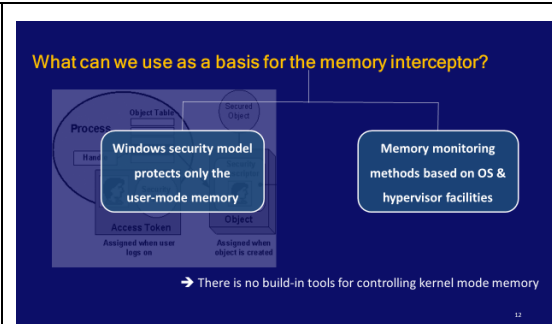 What can we use as a basis for the memory interceptor?
Object Table
Process
Secured
Object
Windows security model
protects only the
user-mode memory
Memory monitoring
methods based on OS &
hypervisor facilities
Access Token
Object
Assigned when user
logs on
Assigned when
object is created
➔ There is no build-in tools for controlling kernel mode memory
12